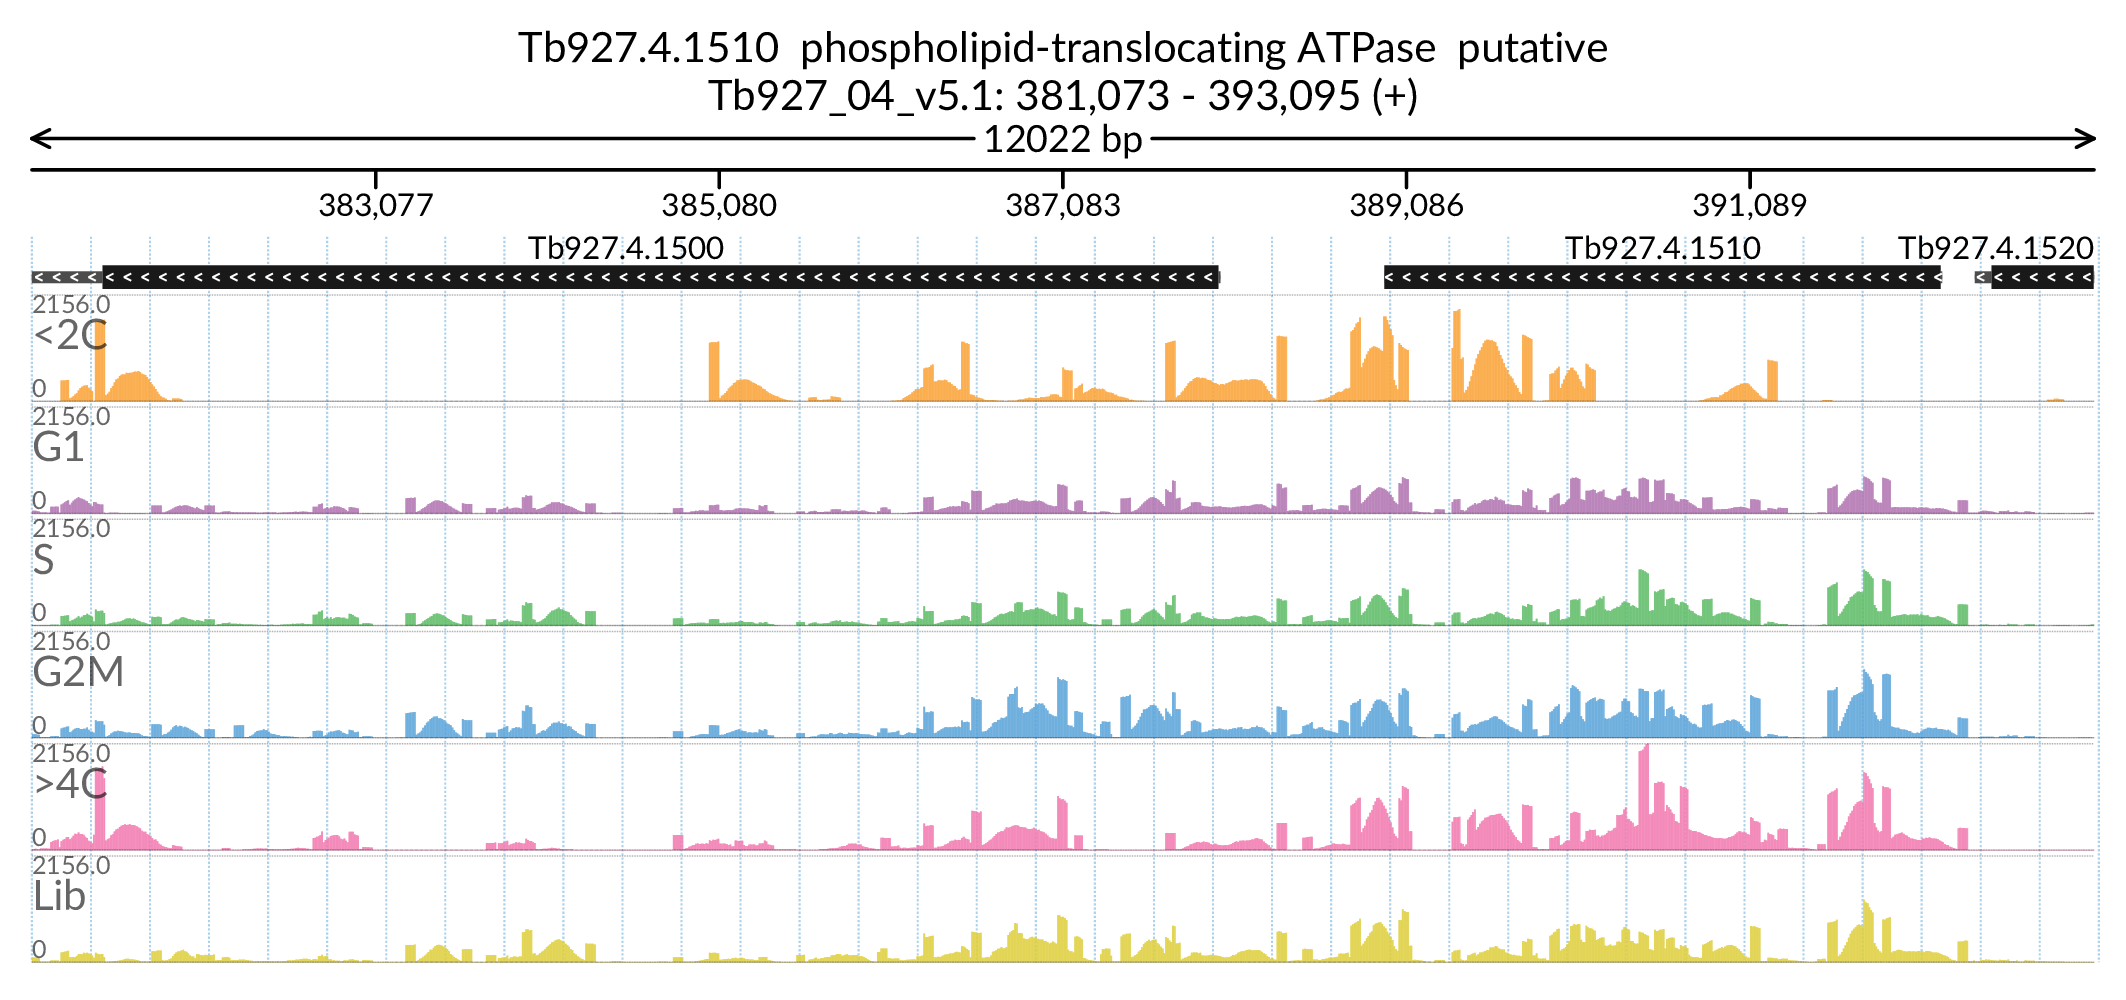 Tb927.4.1510 phospholipid-translocating ATPase putative
Tb927_04_v5.1: 381,073 - 393,095 (+)
12022 bp
383,077 385,080 387,083 389,086 391,089
Tb927.4.1500 Tb927.4.1510 Tb927.4.1520
2156.0
<2C
0
2156.0
G1
0
2156.0
S
0
2156.0
G2M
0
2156.0
>4C
0
2156.0
Lib
0